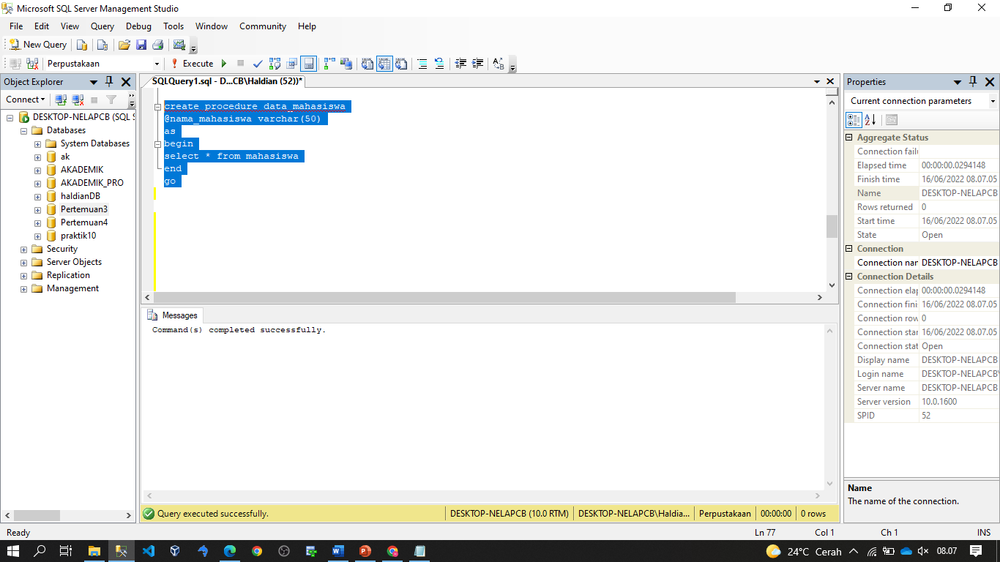 Microsoft SQL Server Management Studio
File Edit View Query Debug Tools Window Community Help
New Query
Perpustakaan Execute
Object Explorer
Connect
DESKTOP-NELAPCB (SQL S
Databases
System Databases
ak
AKADEMIK
AKADEMIK_PRO
haldianDB
Pertemuan3
Pertemuan4
praktik10
Security
Server Objects
Replication
Management
SQLQuery1.sql - D...CB\Haldian (52))*
create procedure data_mahasiswa
@nama_mahasiswa varchar(50)
as
begin
select * from mahasiswa
end
go
Messages
Command(s) completed successfully.
Query executed successfully. DESKTOP-NELAPCB (10.0 RTM) DESKTOP-NELAPCB\Haldia... Perpustakaan 00:00:00 0 rows
Properties
Current connection parameters
Aggregate Status
Connection failu
Elapsed time 00:00:00.0294148
Finish time 16/06/2022 08.07.05
Name DESKTOP-NELAPCB
Rows returned 0
Start time 16/06/2022 08.07.05
State Open
Connection
Connection nar DESKTOP-NELAPCB
Connection Details
Connection elap 00:00:00.0294148
Connection fini 16/06/2022 08.07.05
Connection row 0
Connection star 16/06/2022 08.07.05
Connection stat Open
Display name DESKTOP-NELAPCB
Login name DESKTOP-NELAPCB\
Server name DESKTOP-NELAPCB
Server version 10.0.1600
SPID 52
Name
The name of the connection.
Ready Ln 77 Col 1 Ch 1 INS
24°C Cerah 08.07